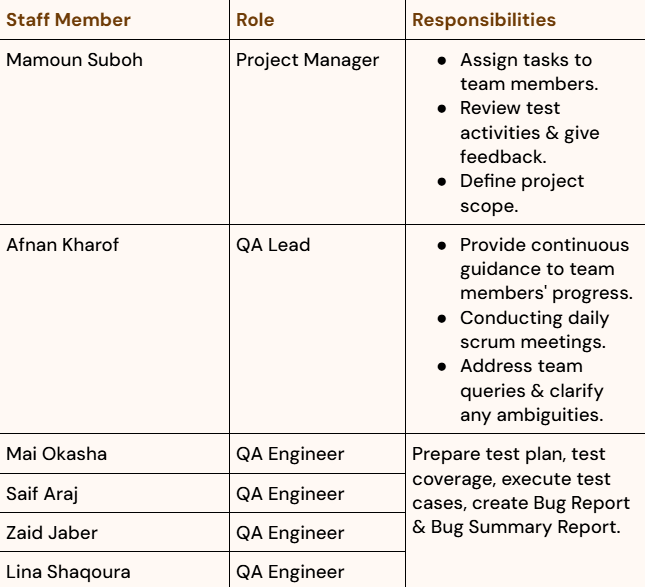 Staff Member Role Responsibilities
Mamoun Suboh Project Manager ● Assign tasks to
team members.
● Review test
activities & give
feedback.
● Define project
scope.
Afnan Kharof QA Lead ● Provide continuous
guidance to team
members' progress.
● Conducting daily
scrum meetings.
● Address team
queries & clarify
any ambiguities.
Mai Okasha QA Engineer Prepare test plan, test
coverage, execute test
Saif Araj QA Engineer cases, create Bug Report
& Bug Summary Report.
Zaid Jaber QA Engineer
Lina Shaqoura QA Engineer